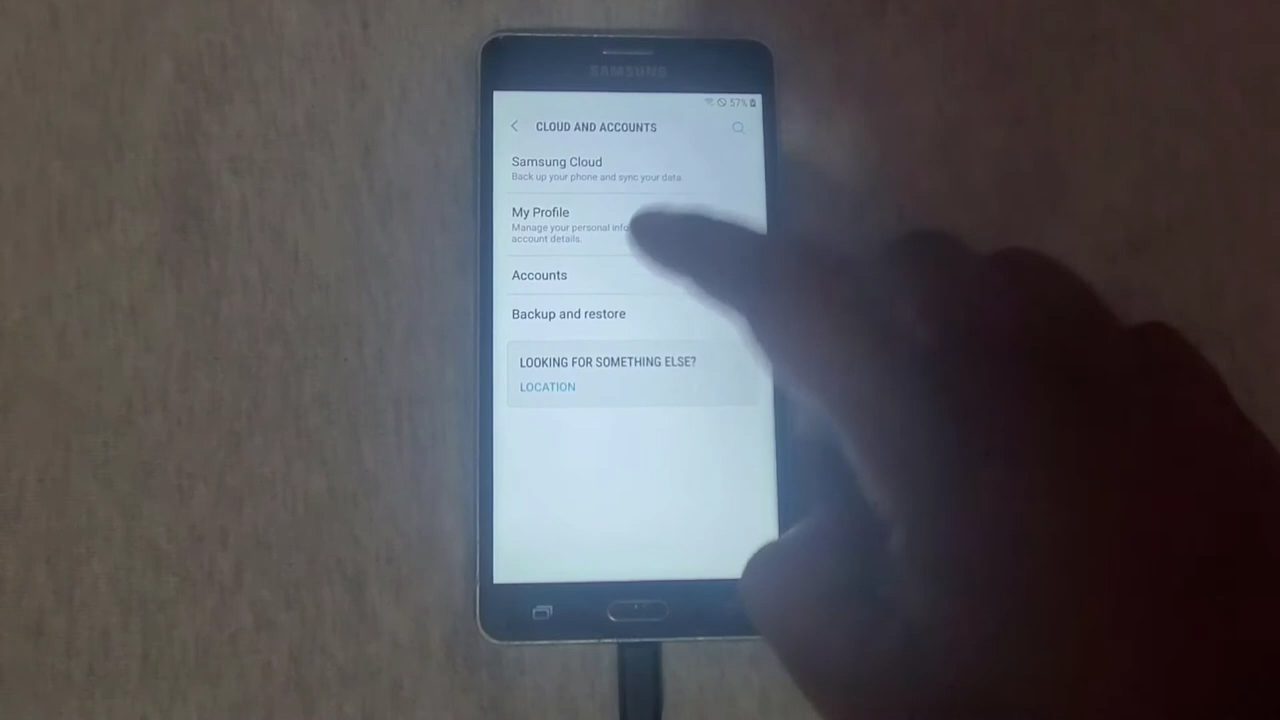 SAMSUNG
57%
CLOUD AND ACCOUNTS
Samsung Cloud
Back up your phone and sync your data.
My Profile
Manage your personal info
account details.
Accounts
Backup and restore
LOOKING FOR SOMETHING ELSE?
LOCATION